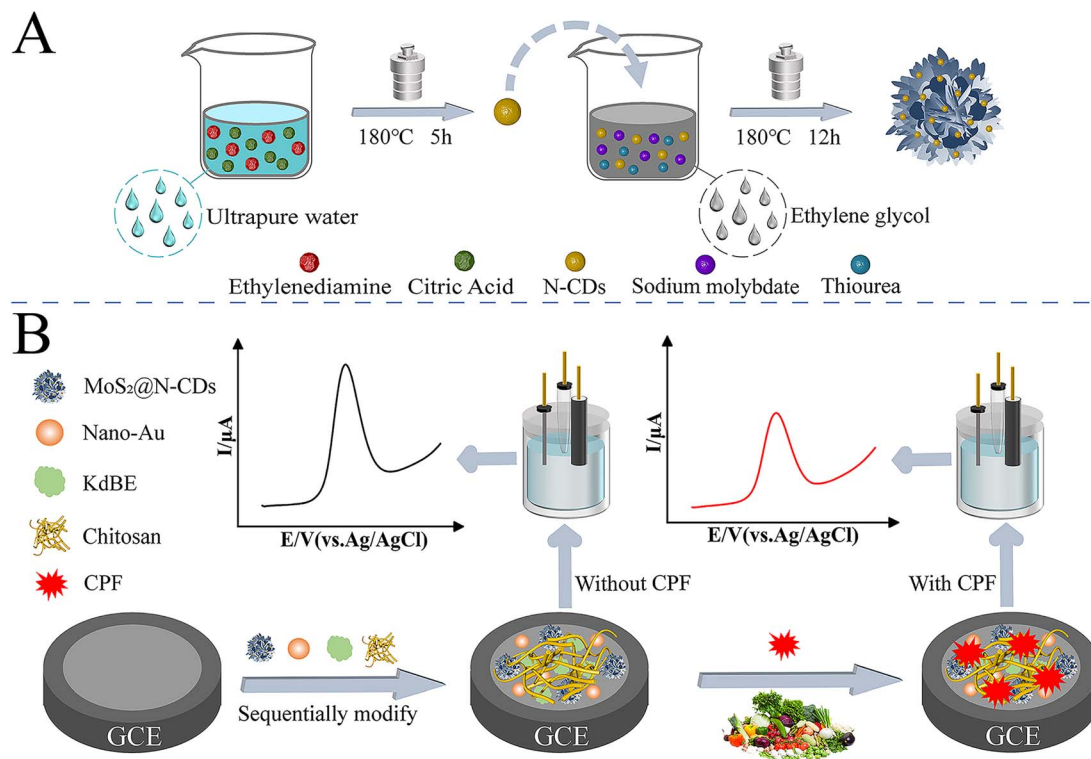 A
180℃ 5h
180℃ 12h
Ultrapure water
Ethylene glycol
Ethylenediamine
Citric Acid
N-CDs
Sodium molybdate
Thiourea
B
MoS₂@N-CDs
Nano-Au
KdBE
Chitosan
CPF
I/μA
E/V(vs.Ag/AgCl)
I/μA
E/V(vs.Ag/AgCl)
Without CPF
With CPF
Sequentially modify
GCE
GCE
GCE